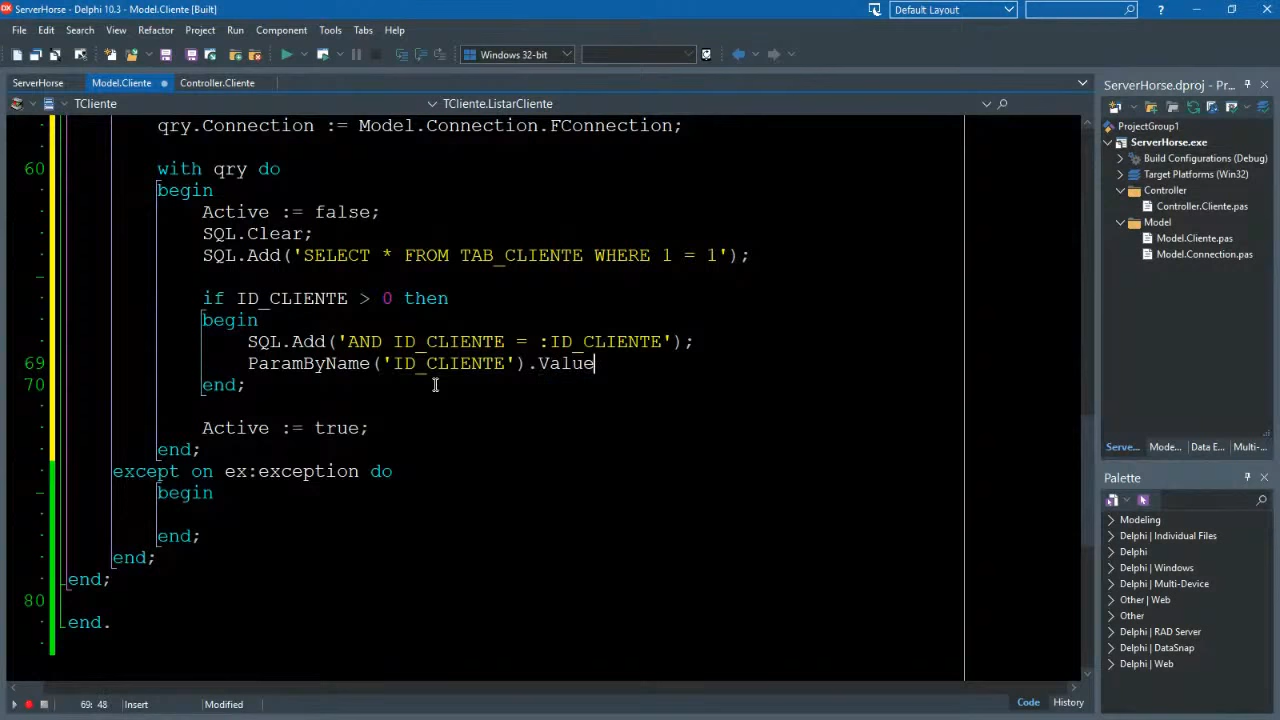 ServerHorse - Delphi 10.3 - Model.Cliente [Built]
Default Layout
File Edit Search View Refactor Project Run Component Tools Tabs Help
Windows 32-bit
ServerHorse Model.Cliente Controller.Cliente
TCliente TCliente.ListarCliente
qry.Connection := Model.Connection.FConnection;
60 with qry do
begin
Active := false;
SQL.Clear;
SQL.Add('SELECT * FROM TAB_CLIENTE WHERE 1 = 1');
if ID_CLIENTE > 0 then
begin
SQL.Add('AND ID_CLIENTE = :ID_CLIENTE');
69 ParamByName('ID_CLIENTE').Value
70 end;
Active := true;
end;
except on ex:exception do
begin
end;
end;
end;
80
end.
69: 48 Insert Modified
Code History
ServerHorse.dproj - Pr...
ProjectGroup1
ServerHorse.exe
Build Configurations (Debug)
Target Platforms (Win32)
Controller
Controller.Cliente.pas
Model
Model.Cliente.pas
Model.Connection.pas
Serve... Mode... Data E... Multi-...
Palette
Modeling
Delphi | Individual Files
Delphi
Delphi | Windows
Delphi | Multi-Device
Other | Web
Other
Delphi | RAD Server
Delphi | DataSnap
Delphi | Web